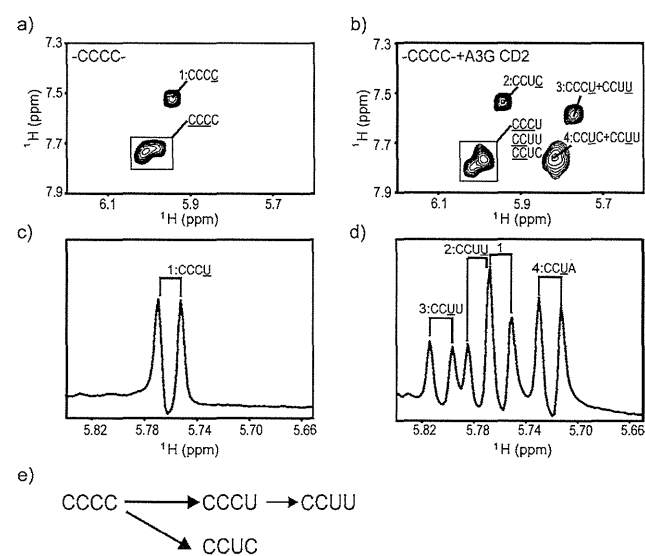 a)
-CCCC-
1:CCCC
CCCC
7.3
7.5
7.7
7.9
¹H (ppm)
6.1 5.9 5.7
¹H (ppm)
b)
-CCCC-+A3G CD2
2:CCUC
3:CCCU+CCUU
CCCU
CCUU
CCUC
4:CCUC+CCUU
7.3
7.5
7.7
7.9
¹H (ppm)
6.1 5.9 5.7
¹H (ppm)
c)
1:CCCU
5.82 5.78 5.74 5.70 5.66
¹H (ppm)
d)
2:CCUU 1
3:CCUU
4:CCUA
5.82 5.78 5.74 5.70 5.66
¹H (ppm)
e)
CCCC → CCCU → CCUU
CCUC